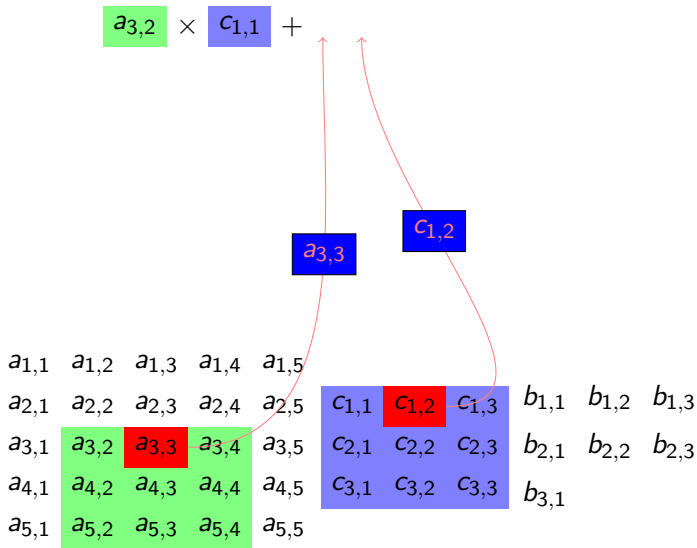 a3,2 × c1,1 +
c1,2
a3,3
a1,1 a1,2 a1,3 a1,4 a1,5
a2,1 a2,2 a2,3 a2,4 a2,5
a3,1 a3,2 a3,3 a3,4 a3,5
a4,1 a4,2 a4,3 a4,4 a4,5
a5,1 a5,2 a5,3 a5,4 a5,5
c1,1 c1,2 c1,3
c2,1 c2,2 c2,3
c3,1 c3,2 c3,3
b1,1 b1,2 b1,3
b2,1 b2,2 b2,3
b3,1